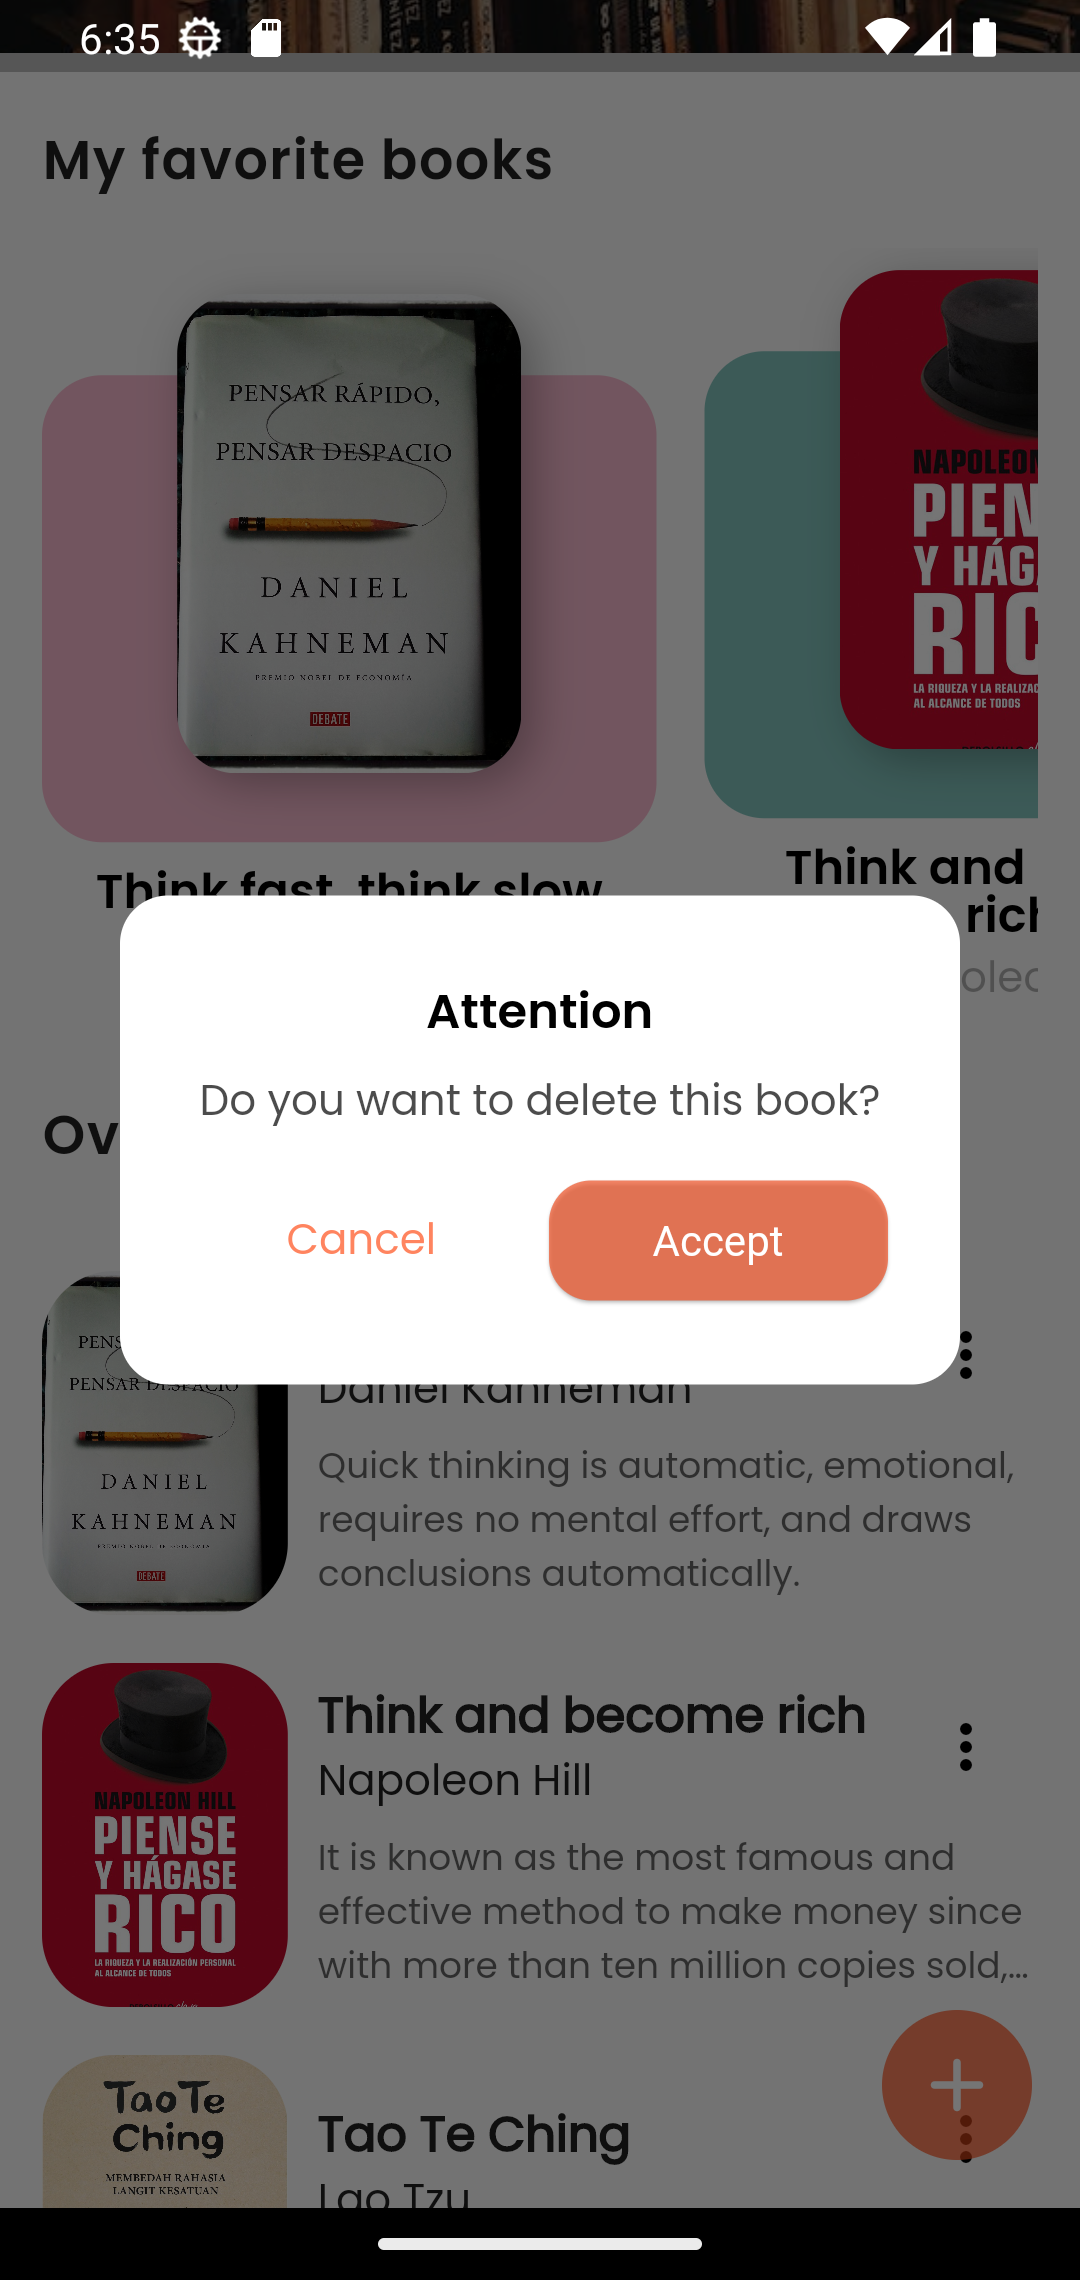 6:35
My favorite books
PENSAR RÁPIDO,
PENSAR DESPACIO
DANIEL
KAHNEMAN
PREMIO NOBEL DE ECONOMÍA
DEBATE
NAPOLEON
PIEN
Y HÁG
RIC
LA RIQUEZA Y LA REALIZAC
AL ALCANCE DE TODOS
Think fast, think slow
Think and
rich
oleo
Attention
Do you want to delete this book?
Cancel
Accept
Ov
PENS
PENSAR DESPACIO
DANIEL
KAHNEMAN
PREMIO NOBEL DE ECONOMÍA
DEBATE
Daniel Kahneman
Quick thinking is automatic, emotional,
requires no mental effort, and draws
conclusions automatically.
NAPOLEON HILL
PIENSE
Y HÁGASE
RICO
LA RIQUEZA Y LA REALIZACIÓN PERSONAL
AL ALCANCE DE TODOS
Think and become rich
Napoleon Hill
It is known as the most famous and
effective method to make money since
with more than ten million copies sold,...
Tao Te
Ching
MEMBEDAH RAHASIA
LANGIT KESATUAN
Tao Te Ching
Lao Tzu